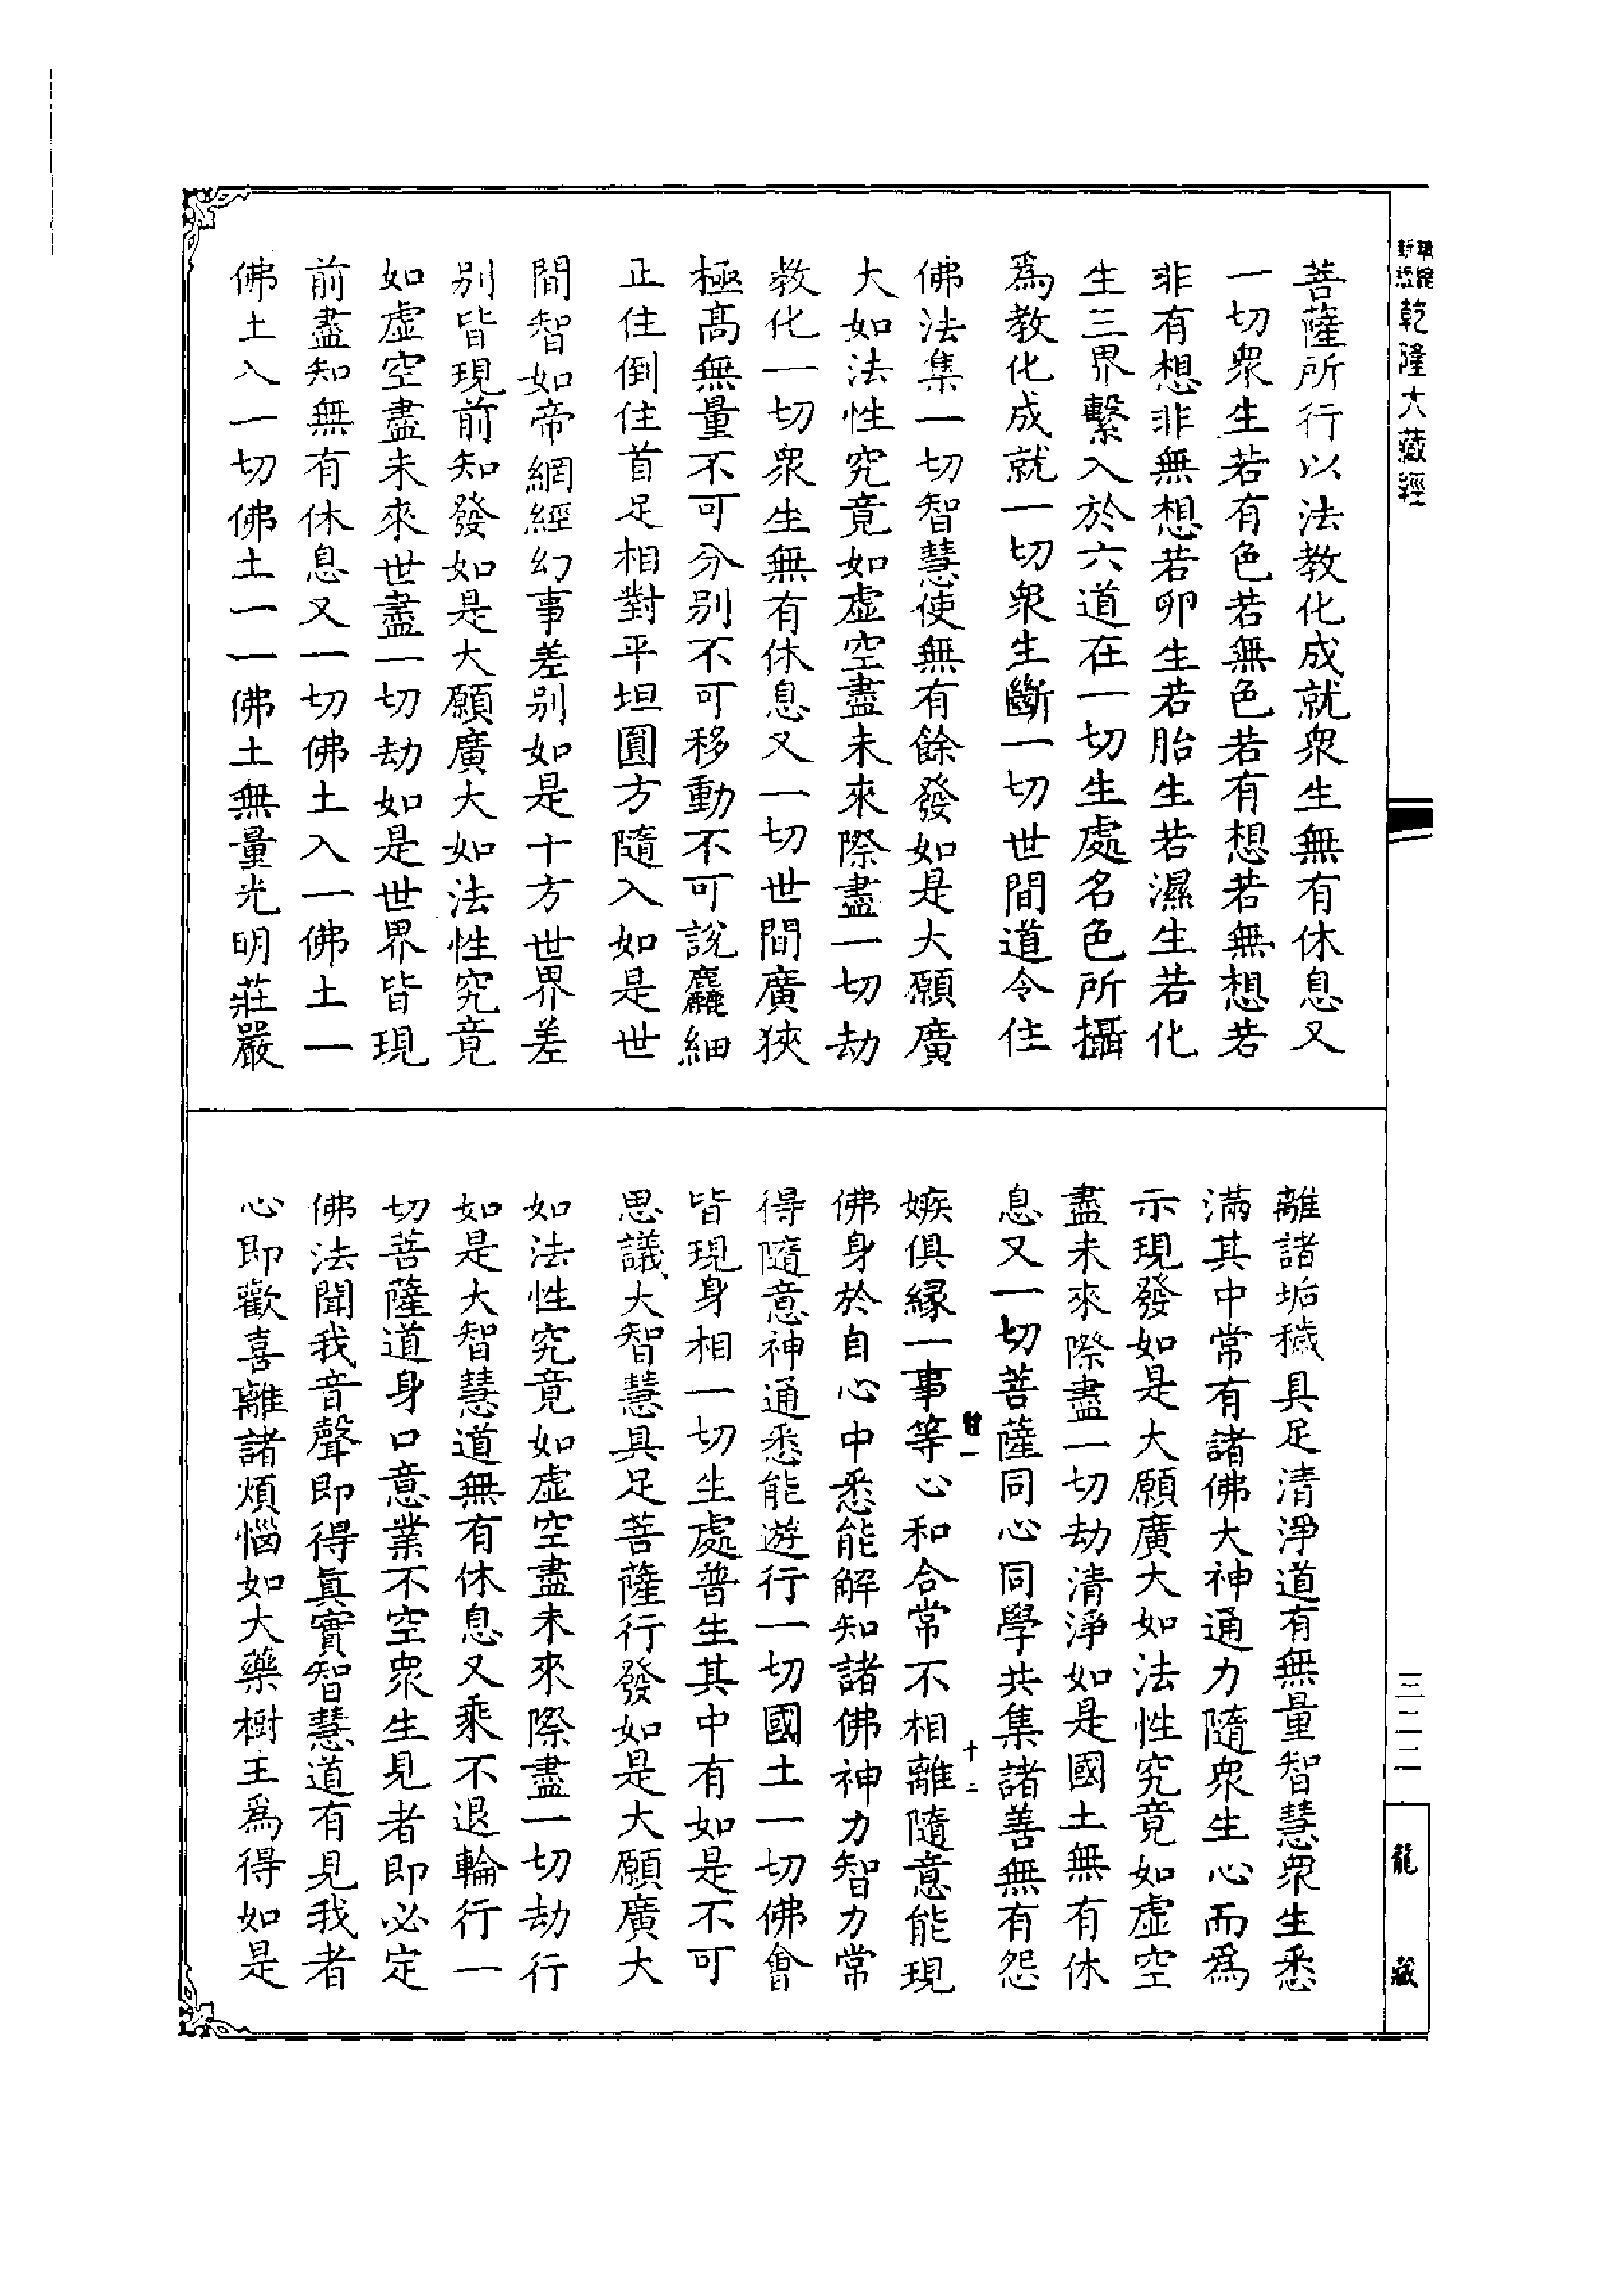 乾隆大藏經
菩薩所行以法教化成就衆生無有休息又
一切衆生若有色若無色若有想若無想若
非有想非無想若卵生若胎生若濕生若化
生三界繫入於六道在一切生處名色所攝
爲教化成就一切衆生斷一切世間道令住
佛法集一切智慧使無有餘發如是大願廣
大如法性究竟如虛空盡未來際盡一切劫
教化一切衆生無有休息又一切世間廣狹
極高無量不可分別不可移動不可說麤細
正住倒住首足相對平坦圓方隨入如是世
間智如帝網經幻事差別如是十方世界差
別皆現前知發如是大願廣大如法性究竟
如虛空盡未來世盡一切劫如是世界皆現
前盡知無有休息又一切佛土入一佛土一
佛土入一切佛土一一佛土無量光明莊嚴
離諸垢穢具足清淨道有無量智慧衆生悉
滿其中常有諸佛大神通力隨衆生心而爲
示現發如是大願廣大如法性究竟如虛空
盡未來際盡一切劫清淨如是國土無有休
息又一切菩薩同心同學共集諸善無有怨
嫉俱緣一事等心和合常不相離隨意能現
佛身於自心中悉能解知諸佛神力智力常
得隨意神通悉能遊行一切國土一切佛會
皆現身相一切生處普生其中有如是不可
思議大智慧具足菩薩行發如是大願廣大
如法性究竟如虛空盡未來際盡一切劫行
如是大智慧道無有休息又乘不退輪行一
切菩薩道身口意業不空衆生見者即必定
佛法聞我音聲即得眞實智慧道有見我者
心即歡喜離諸煩惱如大藥樹王爲得如是
十二
三二二
龍藏